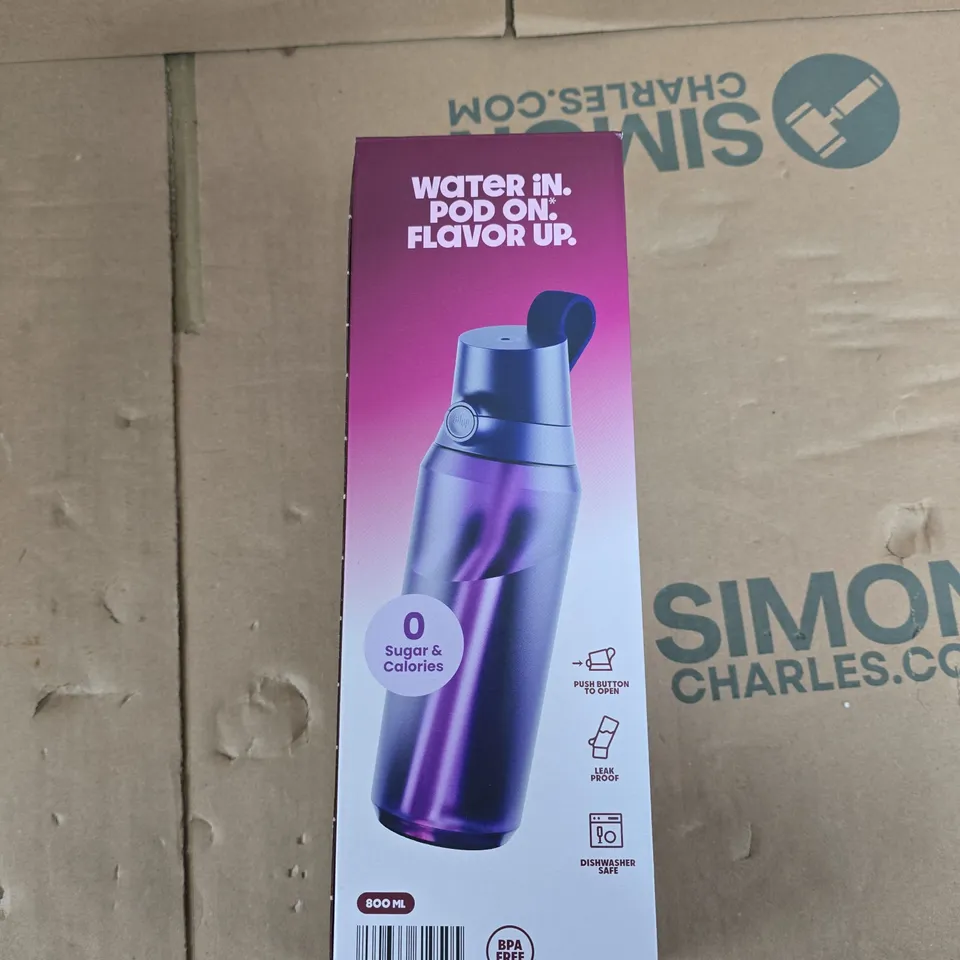 SIMON
CHARLES.COM
WATER IN.
POD ON.*
FLAVOR UP.
0
Sugar &
Calories
PUSH BUTTON
TO OPEN
LEAK
PROOF
DISHWASHER
SAFE
800 ML
BPA
FREE
SIMON
CHARLES.CO